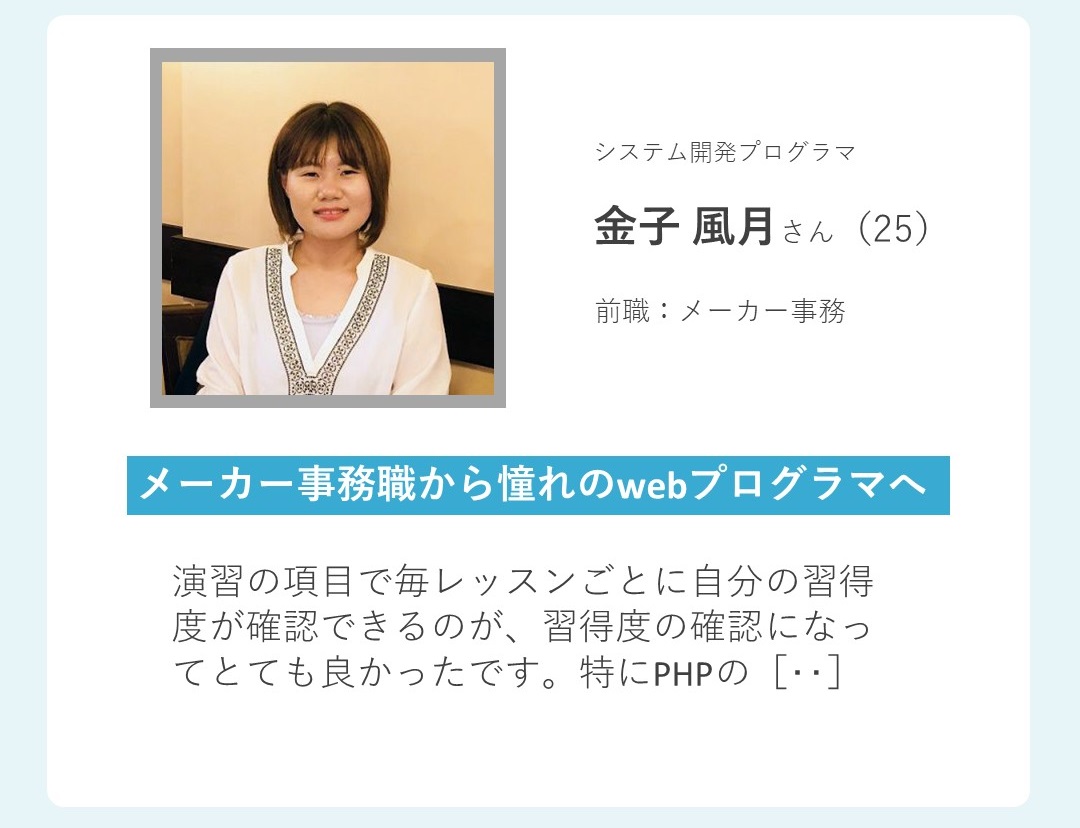 システム開発プログラマ
金子 風月さん（25）
前職：メーカー事務
メーカー事務職から憧れのwebプログラマへ
演習の項目で毎レッスンごとに自分の習得
度が確認できるのが、習得度の確認になっ
てとても良かったです。特にPHPの［･･］